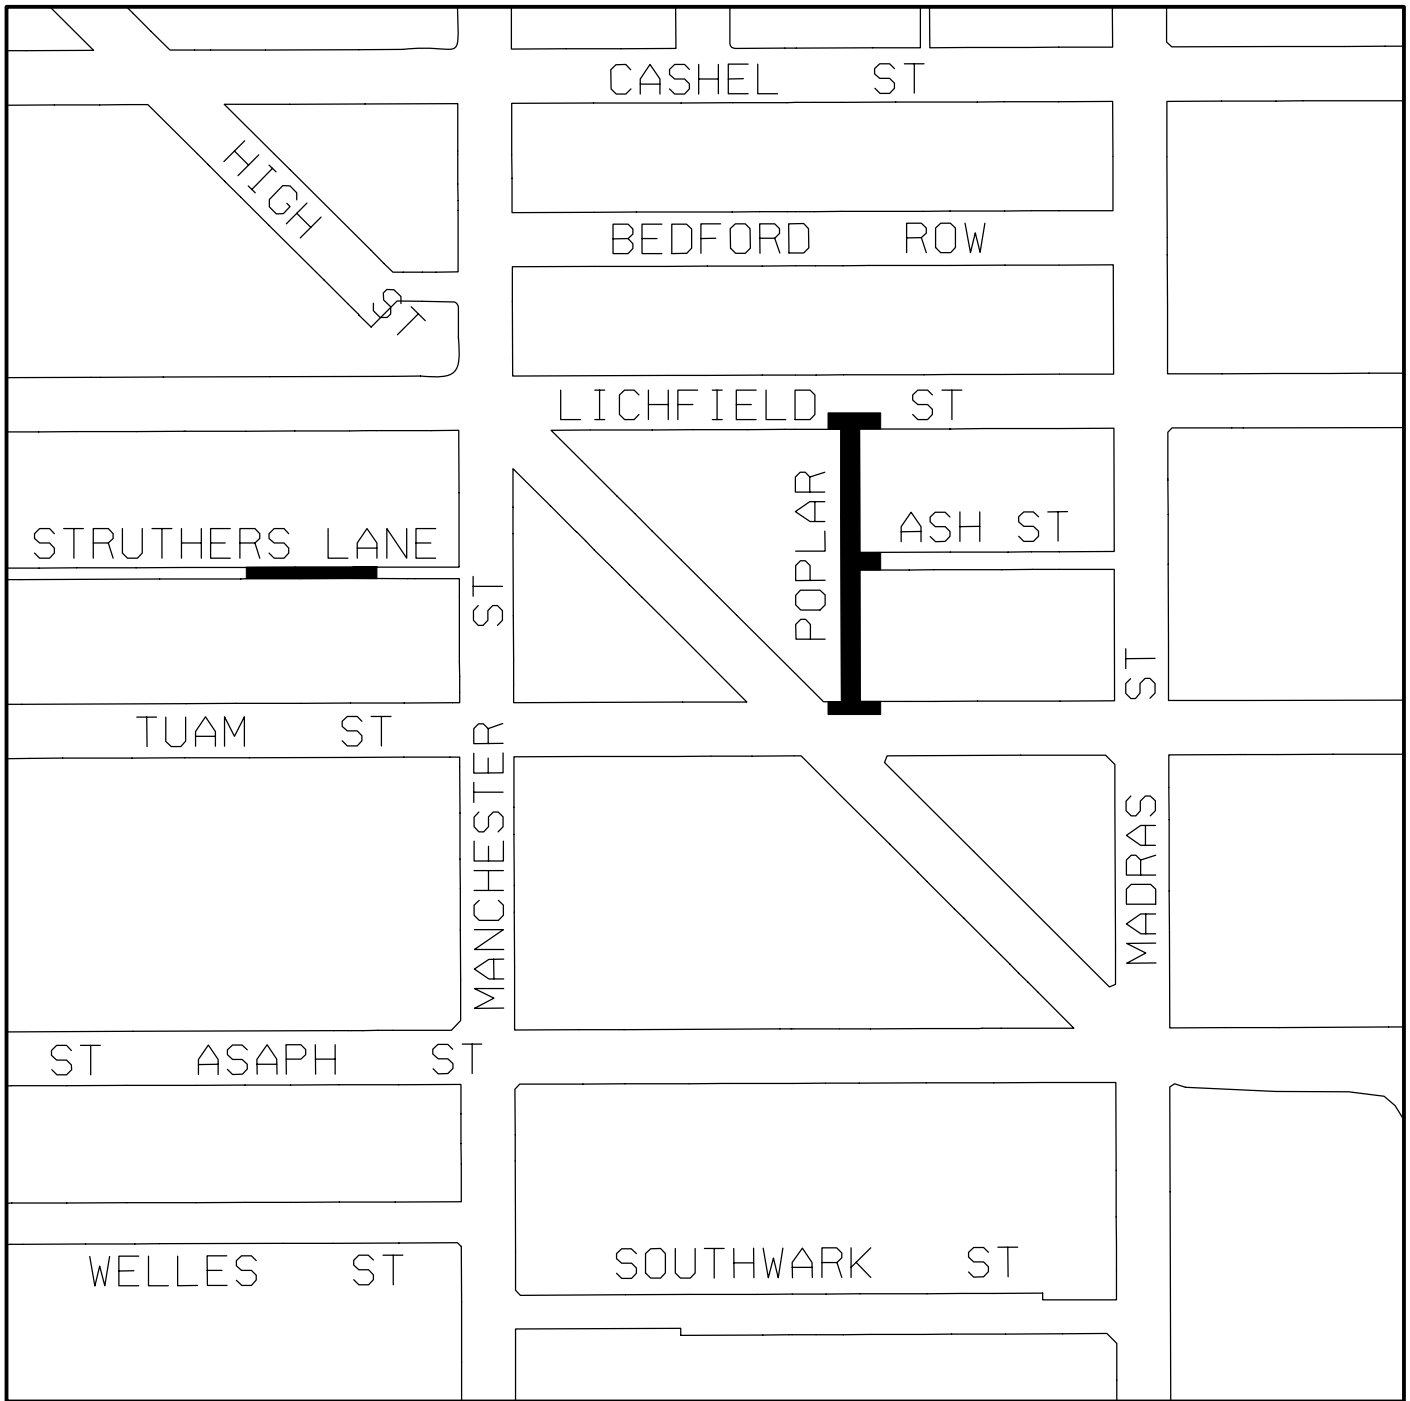 CASHEL ST
HIGH ST
BEDFORD ROW
LICHFIELD ST
POPLAR
ASH ST
STRUTHERS LANE
MANCHESTER ST
TUAM ST
MADRAS ST
ST ASAPH ST
WELLES ST
SOUTHWARK ST